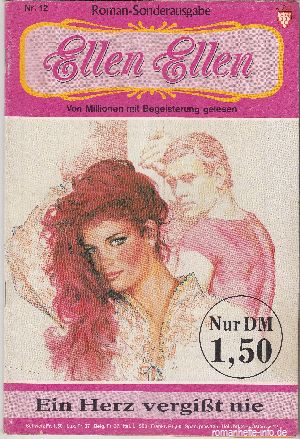 Nr. 12
Roman-Sonderausgabe
Ellen Ellen
Von Millionen mit Begeisterung gelesen
Nur DM
1,50
Ein Herz vergißt nie
romanhefte-info.de